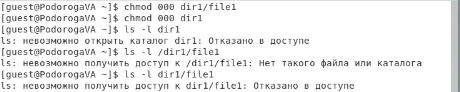 [guest@PodorogaVA ~]$ chmod 000 dir1/file1
[guest@PodorogaVA ~]$ chmod 000 dir1
[guest@PodorogaVA ~]$ ls -l dir1
ls: невозможно открыть каталог dir1: Отказано в доступе
[guest@PodorogaVA ~]$ ls -l /dir1/file1
ls: невозможно получить доступ к /dir1/file1: Нет такого файла или каталога
[guest@PodorogaVA ~]$ ls -l dir1/file1
ls: невозможно получить доступ к dir1/file1: Отказано в доступе